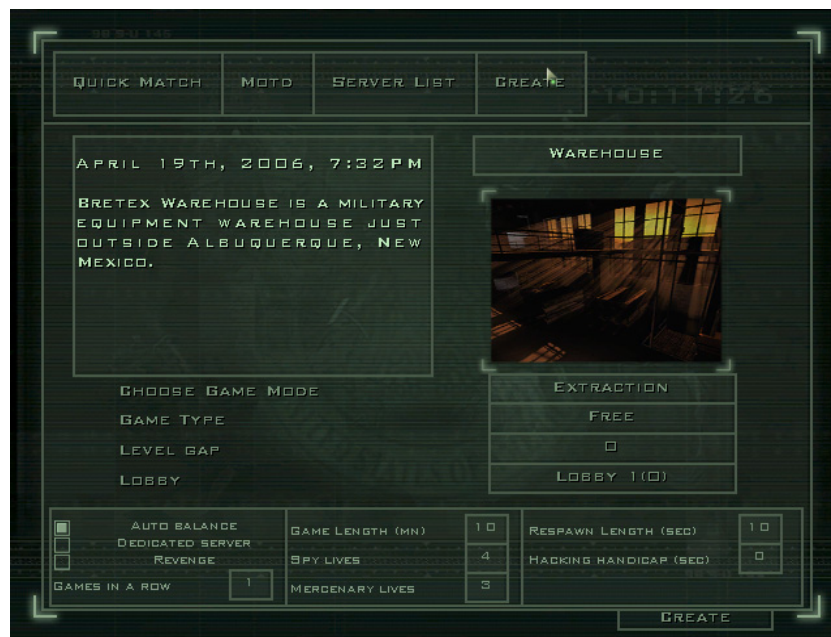 Quick Match Motd Server List Create
10:11:26
April 19th, 2006, 7:32PM
Warehouse
Bretex Warehouse is a military
equipment warehouse just
outside Albuquerque, New
Mexico.
Choose Game Mode Extraction
Game Type Free
Level gap 0
Lobby Lobby 1(0)
Auto balance
Dedicated server
Revenge
Games in a row 1
Game Length (mn) 10
Spy lives 4
Mercenary lives 3
Respawn Length (sec) 10
Hacking handicap (sec) 0
Create